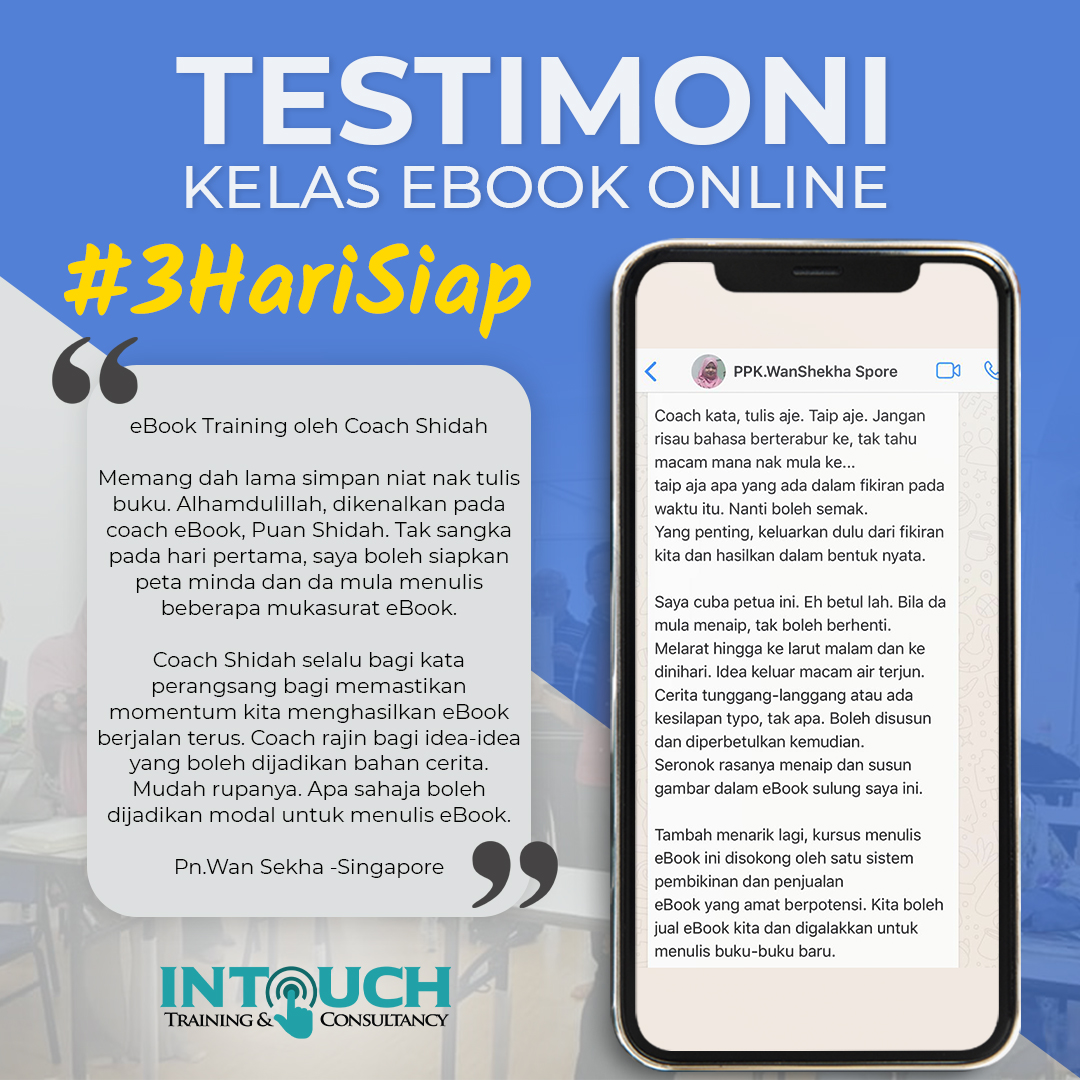 TESTIMONI
KELAS EBOOK ONLINE
#3HariSiap
eBook Training oleh Coach Shidah
Memang dah lama simpan niat nak tulis
buku. Alhamdulillah, dikenalkan pada
coach eBook, Puan Shidah. Tak sangka
pada hari pertama, saya boleh siapkan
peta minda dan da mula menulis
beberapa mukasurat eBook.
Coach Shidah selalu bagi kata
perangsang bagi memastikan
momentum kita menghasilkan eBook
berjalan terus. Coach rajin bagi idea-idea
yang boleh dijadikan bahan cerita.
Mudah rupanya. Apa sahaja boleh
dijadikan modal untuk menulis eBook.
Pn.Wan Sekha -Singapore
INTOUCH
TRAINING & CONSULTANCY
PPK.WanShekha Spore
Coach kata, tulis aje. Taip aje. Jangan
risau bahasa berterabur ke, tak tahu
macam mana nak mula ke...
taip aja apa yang ada dalam fikiran pada
waktu itu. Nanti boleh semak.
Yang penting, keluarkan dulu dari fikiran
kita dan hasilkan dalam bentuk nyata.
Saya cuba petua ini. Eh betul lah. Bila da
mula menaip, tak boleh berhenti.
Melarat hingga ke larut malam dan ke
dinihari. Idea keluar macam air terjun.
Cerita tunggang-langgang atau ada
kesilapan typo, tak apa. Boleh disusun
dan diperbetulkan kemudian.
Seronok rasanya menaip dan susun
gambar dalam eBook sulung saya ini.
Tambah menarik lagi, kursus menulis
eBook ini disokong oleh satu sistem
pembikinan dan penjualan
eBook yang amat berpotensi. Kita boleh
jual eBook kita dan digalakkan untuk
menulis buku-buku baru.